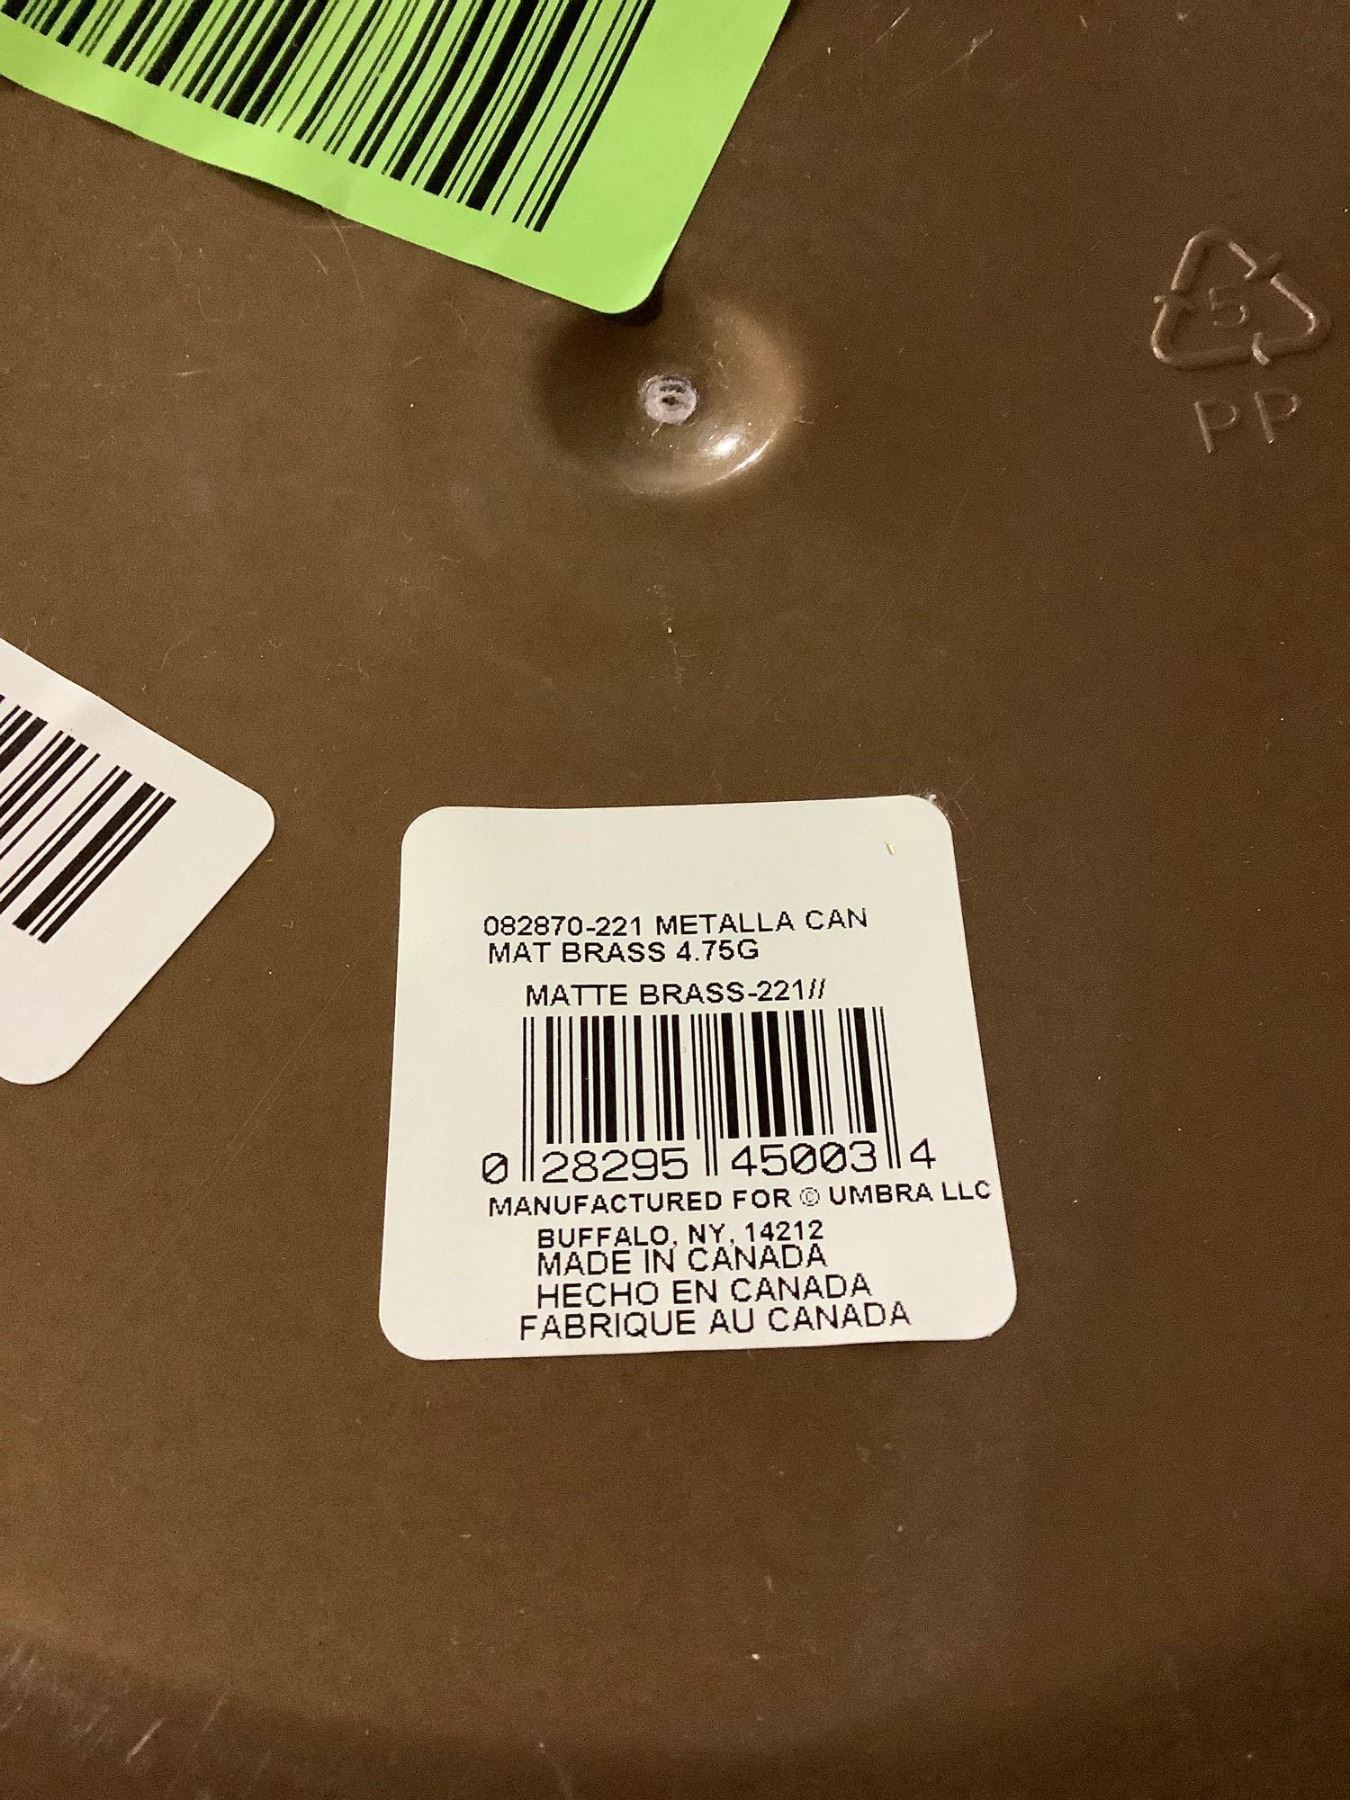 5
PP
082870-221 METALLA CAN
MAT BRASS 4.75G
MATTE BRASS-221//
0 28295 45003 4
MANUFACTURED FOR © UMBRA LLC
BUFFALO, NY, 14212
MADE IN CANADA
HECHO EN CANADA
FABRIQUE AU CANADA